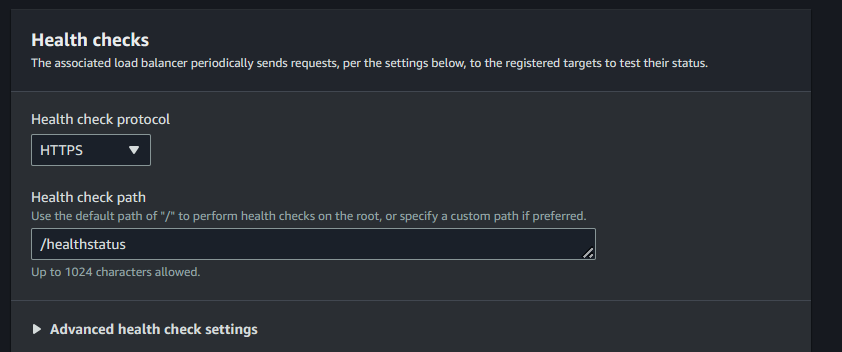 Health checks
The associated load balancer periodically sends requests, per the settings below, to the registered targets to test their status.
Health check protocol
HTTPS
Health check path
Use the default path of "/" to perform health checks on the root, or specify a custom path if preferred.
/healthstatus
Up to 1024 characters allowed.
Advanced health check settings